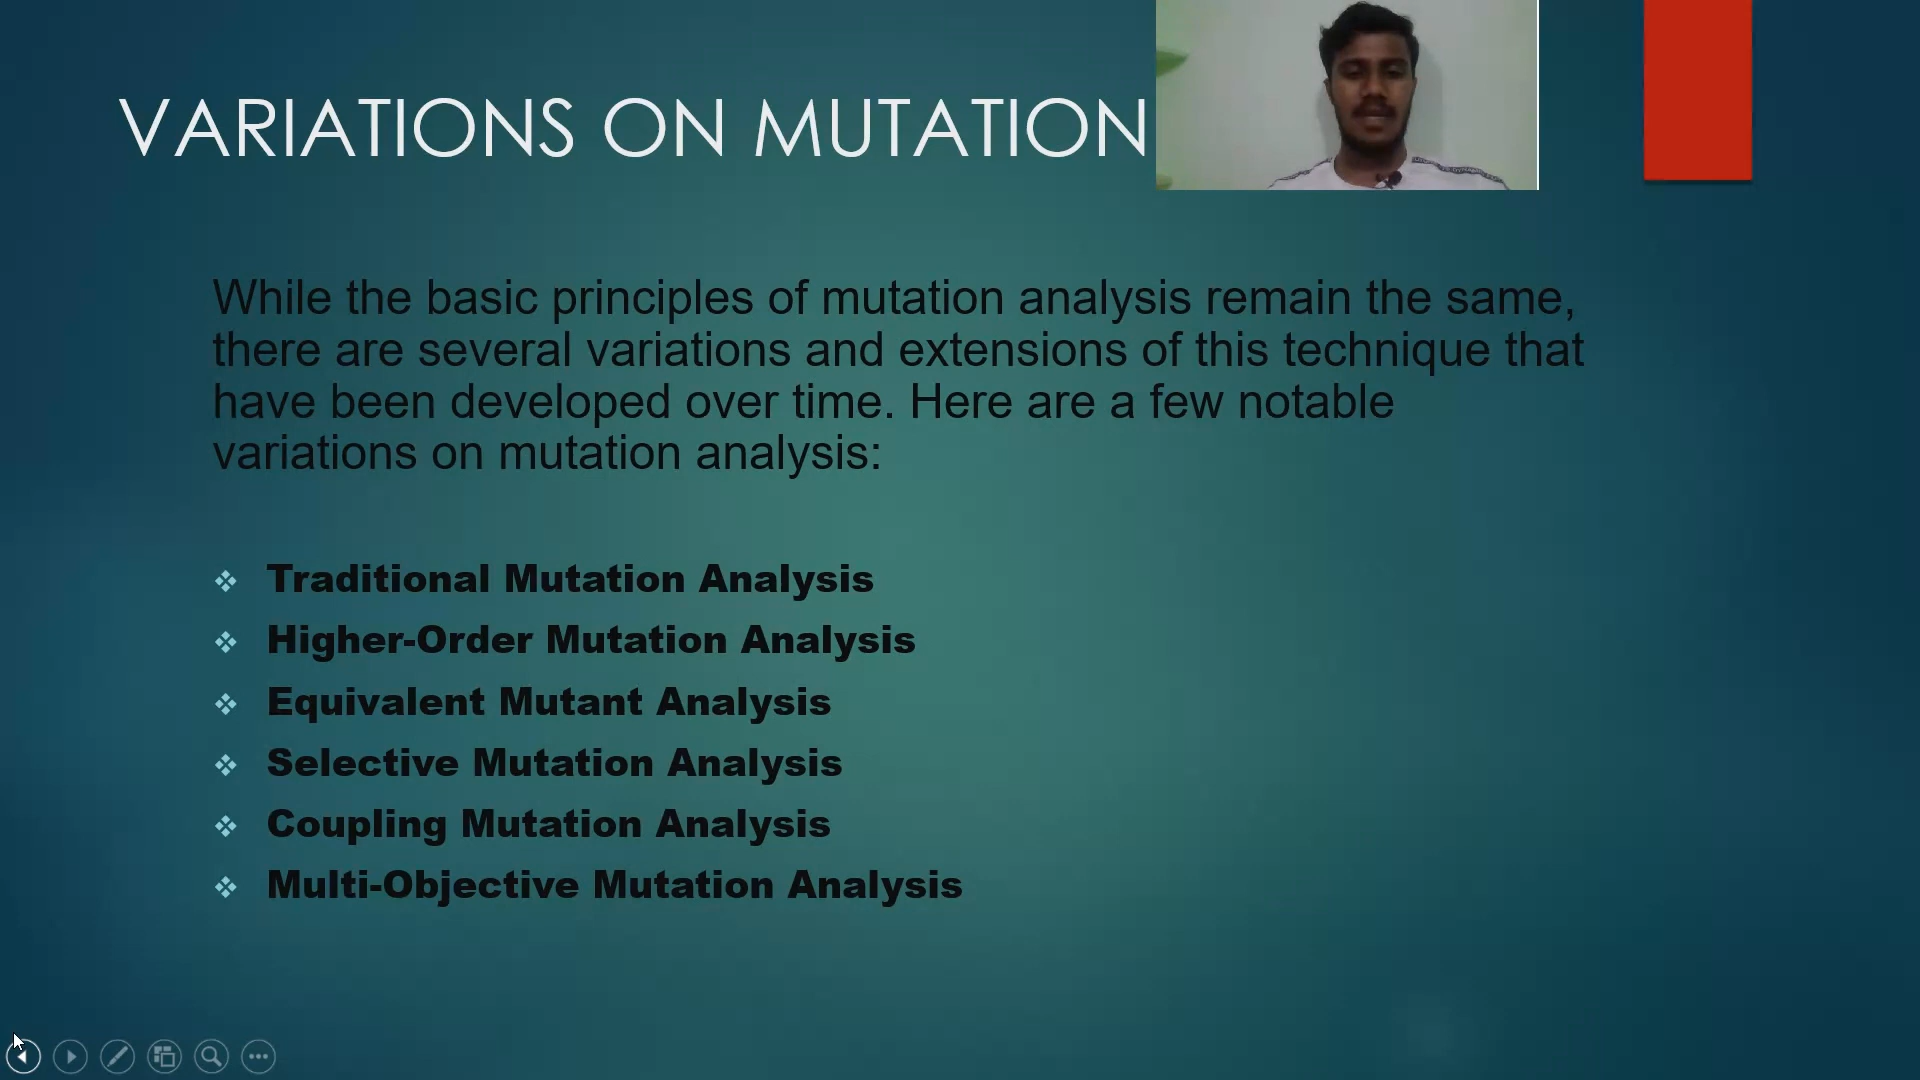 VARIATIONS ON MUTATION
While the basic principles of mutation analysis remain the same,
there are several variations and extensions of this technique that
have been developed over time. Here are a few notable
variations on mutation analysis:
Traditional Mutation Analysis
Higher-Order Mutation Analysis
Equivalent Mutant Analysis
Selective Mutation Analysis
Coupling Mutation Analysis
Multi-Objective Mutation Analysis